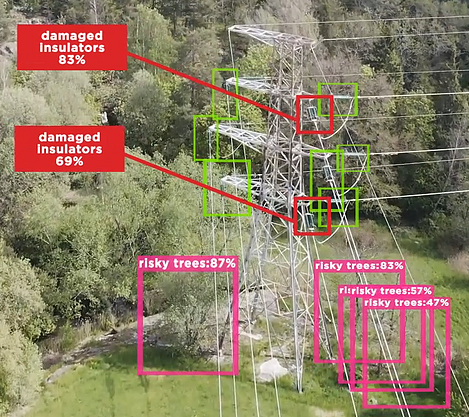 damaged
Insulators
83%
damaged
Insulators
69%
risky trees:87%
risky trees:83%
risky trees:57%
risky trees:47%